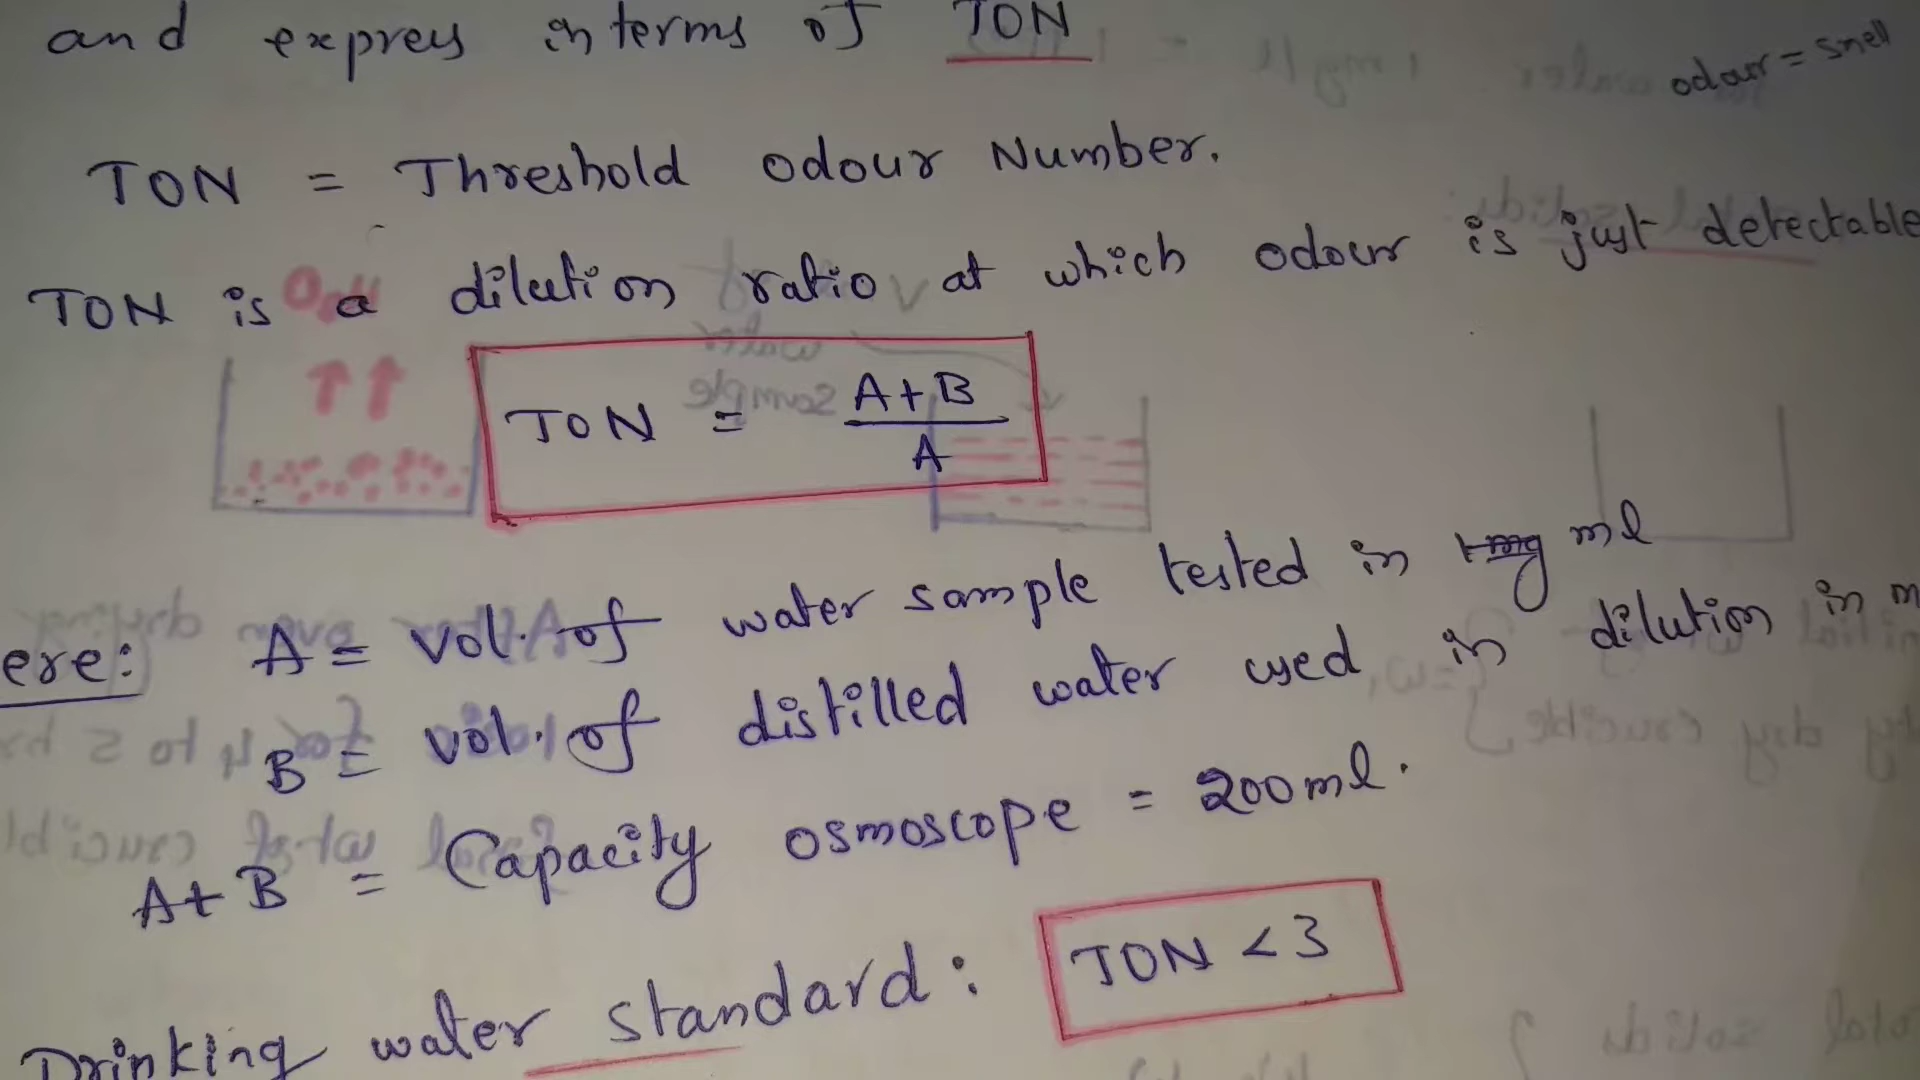 and express in terms of TON
odour = smell
TON = Threshold odour Number.
TON is a dilution ratio at which odour is just detectable
TON = A+B
A
ere: A = vol. of water sample tested in ml
B = vol. of distilled water used in dilution in m
A+B = Capacity osmoscope = 200ml.
Drinking water standard: TON <3